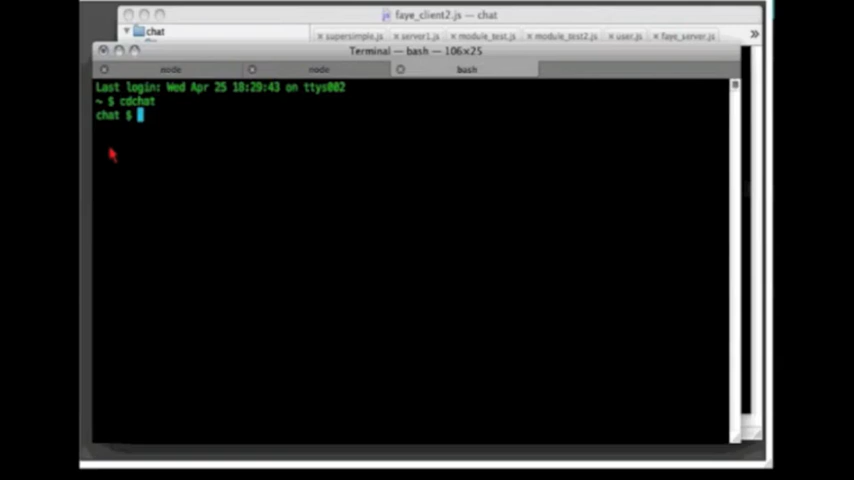 faye_client2.js — chat
chat
supersimple.js server1.js module_test.js module_test2.js user.js faye_server.js
Terminal — bash — 106×25
node node bash
Last login: Wed Apr 25 18:29:43 on ttys002
~ $ cdchat
chat $